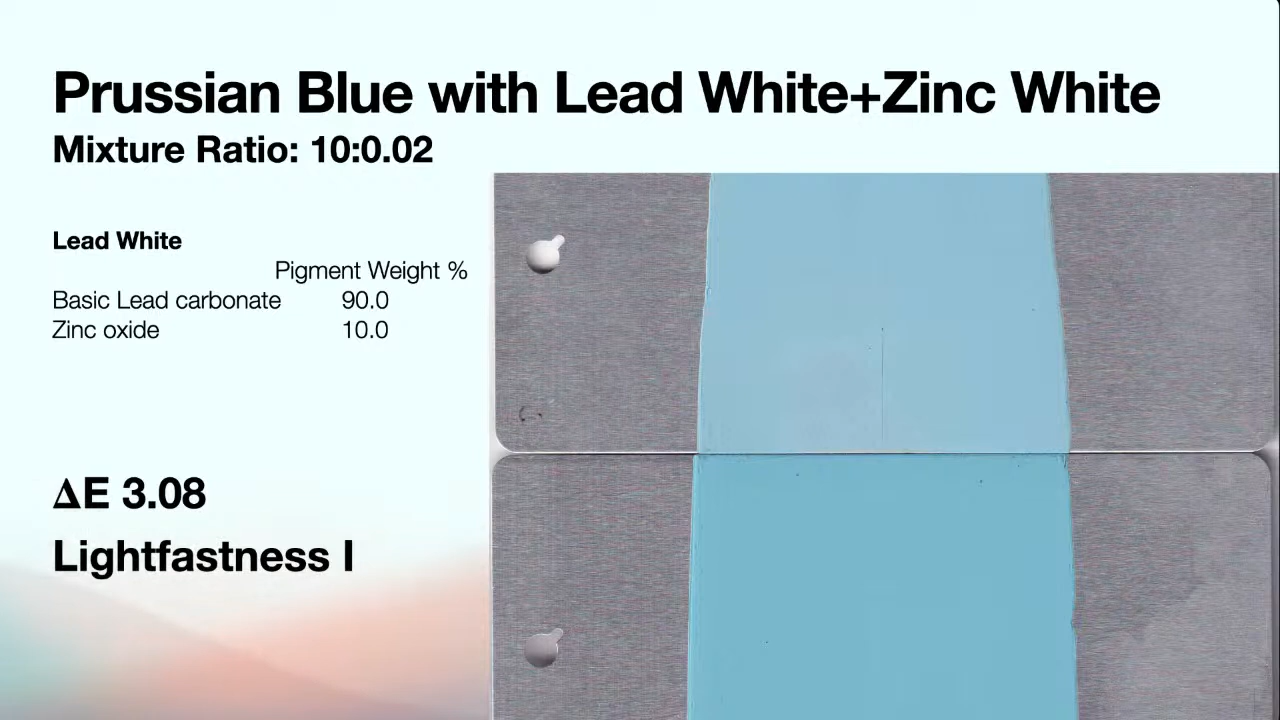 Prussian Blue with Lead White+Zinc White
Mixture Ratio: 10:0.02
Lead White
Pigment Weight %
Basic Lead carbonate 90.0
Zinc oxide 10.0
ΔE 3.08
Lightfastness I